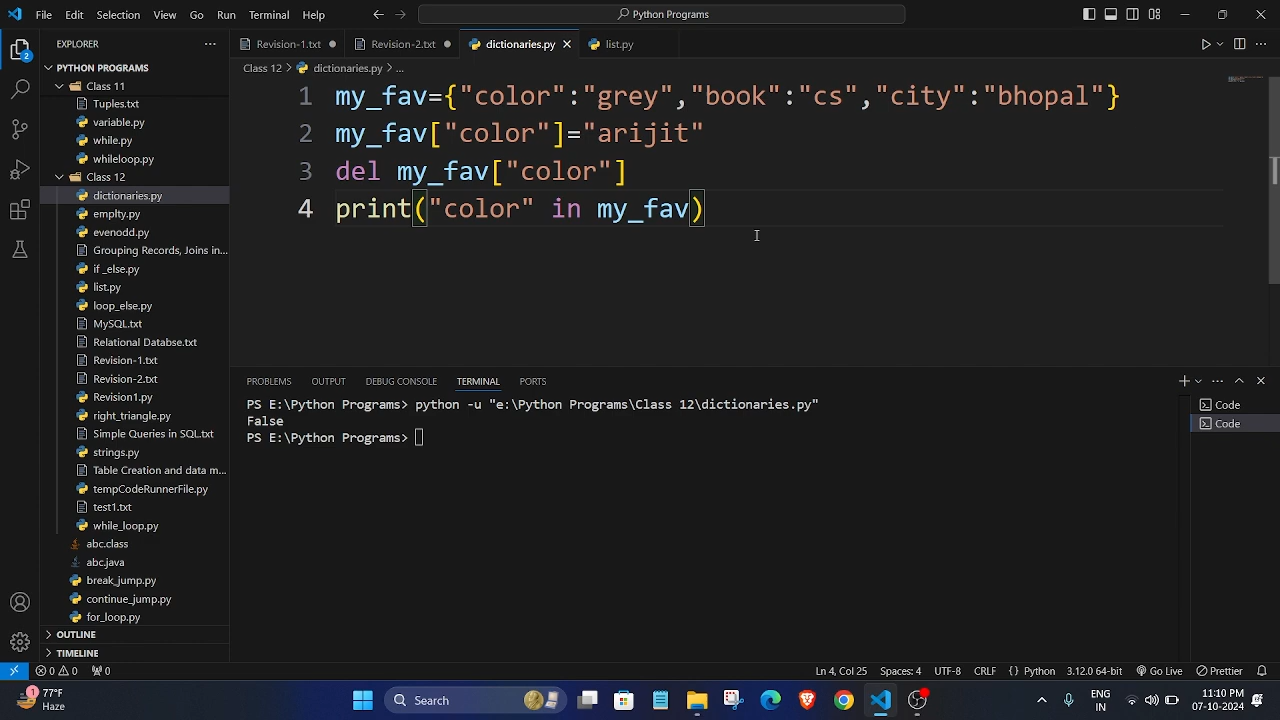 File Edit Selection View Go Run Terminal Help
Python Programs
EXPLORER
Revision-1.txt
Revision-2.txt
dictionaries.py
list.py
PYTHON PROGRAMS
Class 12 > dictionaries.py > ...
Class 11
Tuples.txt
variable.py
while.py
whileloop.py
Class 12
dictionaries.py
empIty.py
evenodd.py
Grouping Records, Joins in...
if _else.py
list.py
loop_else.py
MySQL.txt
Relational Databse.txt
Revision-1.txt
Revision-2.txt
Revision1.py
right_triangle.py
Simple Queries in SQL.txt
strings.py
Table Creation and data m...
tempCodeRunnerFile.py
test1.txt
while_loop.py
abc.class
abc.java
break_jump.py
continue_jump.py
for_loop.py
OUTLINE
TIMELINE
1 my_fav={"color":"grey","book":"cs","city":"bhopal"}
2 my_fav["color"]="arijit"
3 del my_fav["color"]
4 print("color" in my_fav)
PROBLEMS OUTPUT DEBUG CONSOLE TERMINAL PORTS
PS E:\Python Programs> python -u "e:\Python Programs\Class 12\dictionaries.py"
False
PS E:\Python Programs>
Code
Code
2
0 0 0
Ln 4, Col 25 Spaces: 4 UTF-8 CRLF {} Python 3.12.0 64-bit Go Live Prettier
1
77°F
Haze
Search
ENG
IN
11:10 PM
07-10-2024